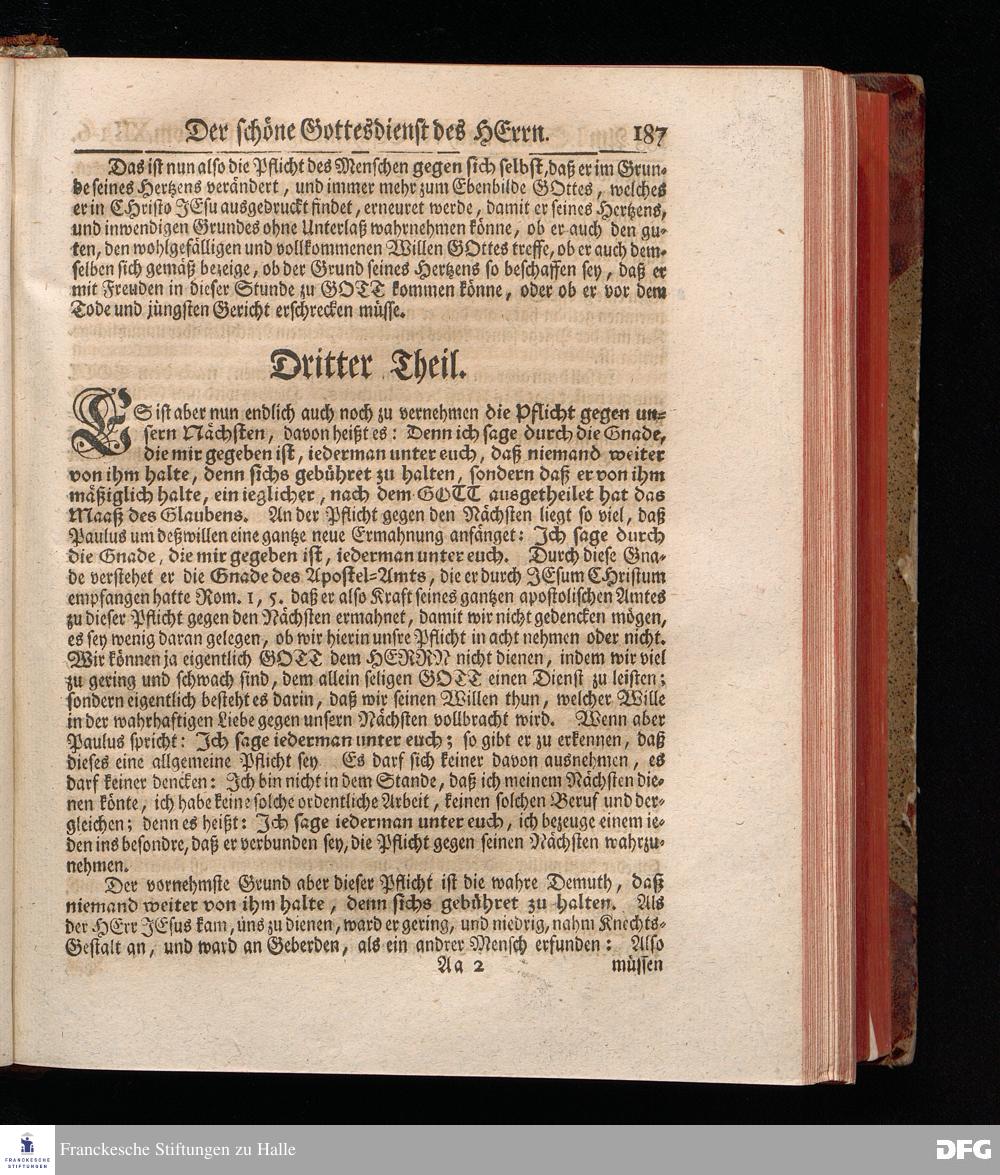 Der schöne Gottesdienst des HErrn. 187
Das ist nun also die Pflicht des Menschen gegen sich selbst, daß er im Grun-
de seines Hertzens verändert, und immer mehr zum Ebenbilde GOttes, welches
er in CHristo JEsu ausgedruckt findet, erneuret werde, damit er seines Hertzens,
und inwendigen Grundes ohne Unterlaß wahrnehmen könne, ob er auch den gu-
ten, den wohlgefälligen und vollkommenen Willen GOttes treffe, ob er auch dem-
selben sich gemäß bezeige, ob der Grund seines Hertzens so beschaffen sey, daß er
mit Freuden in dieser Stunde zu GOTT kommen könne, oder ob er vor dem
Tode und jüngsten Gericht erschrecken müsse.
Dritter Theil.
ES ist aber nun endlich auch noch zu vernehmen die Pflicht gegen un-
sern Nächsten, davon heißt es: Denn ich sage durch die Gnade,
die mir gegeben ist, iederman unter euch, daß niemand weiter
von ihm halte, denn sichs gebühret zu halten, sondern daß er von ihm
mäßiglich halte, ein ieglicher, nach dem GOTT ausgetheilet hat das
Maaß des Glaubens. An der Pflicht gegen den Nächsten liegt so viel, daß
Paulus um deßwillen eine gantze neue Ermahnung anfänget: Ich sage durch
die Gnade, die mir gegeben ist, iederman unter euch. Durch diese Gna-
de verstehet er die Gnade des Apostel-Amts, die er durch JEsum CHristum
empfangen hatte Rom. 1, 5. daß er also Kraft seines gantzen apostolischen Amtes
zu dieser Pflicht gegen den Nächsten ermahnet, damit wir nicht gedencken mögen,
es sey wenig daran gelegen, ob wir hierin unsre Pflicht in acht nehmen oder nicht.
Wir können ja eigentlich GOTT dem HERRN nicht dienen, indem wir viel
zu gering und schwach sind, dem allein seligen GOTT einen Dienst zu leisten;
sondern eigentlich besteht es darin, daß wir seinen Willen thun, welcher Wille
in der wahrhaftigen Liebe gegen unsern Nächsten vollbracht wird. Wenn aber
Paulus spricht: Ich sage iederman unter euch; so gibt er zu erkennen, daß
dieses eine allgemeine Pflicht sey Es darf sich keiner davon ausnehmen, es
darf keiner dencken: Ich bin nicht in dem Stande, daß ich meinem Nächsten die-
nen könte, ich habe keine solche ordentliche Arbeit, keinen solchen Beruf und der-
gleichen; denn es heißt: Ich sage iederman unter euch, ich bezeuge einem ie-
den ins besondre, daß er verbunden sey, die Pflicht gegen seinen Nächsten wahrzu-
nehmen.
Der vornehmste Grund aber dieser Pflicht ist die wahre Demuth, daß
niemand weiter von ihm halte, denn sichs gebühret zu halten. Als
der HErr JEsus kam, uns zu dienen, ward er gering, und niedrig, nahm Knechts-
Gestalt an, und ward an Geberden, als ein andrer Mensch erfunden: Also
Aa 2 müssen
FRANCKESCHE
STIFTUNGEN
Franckesche Stiftungen zu Halle
DFG